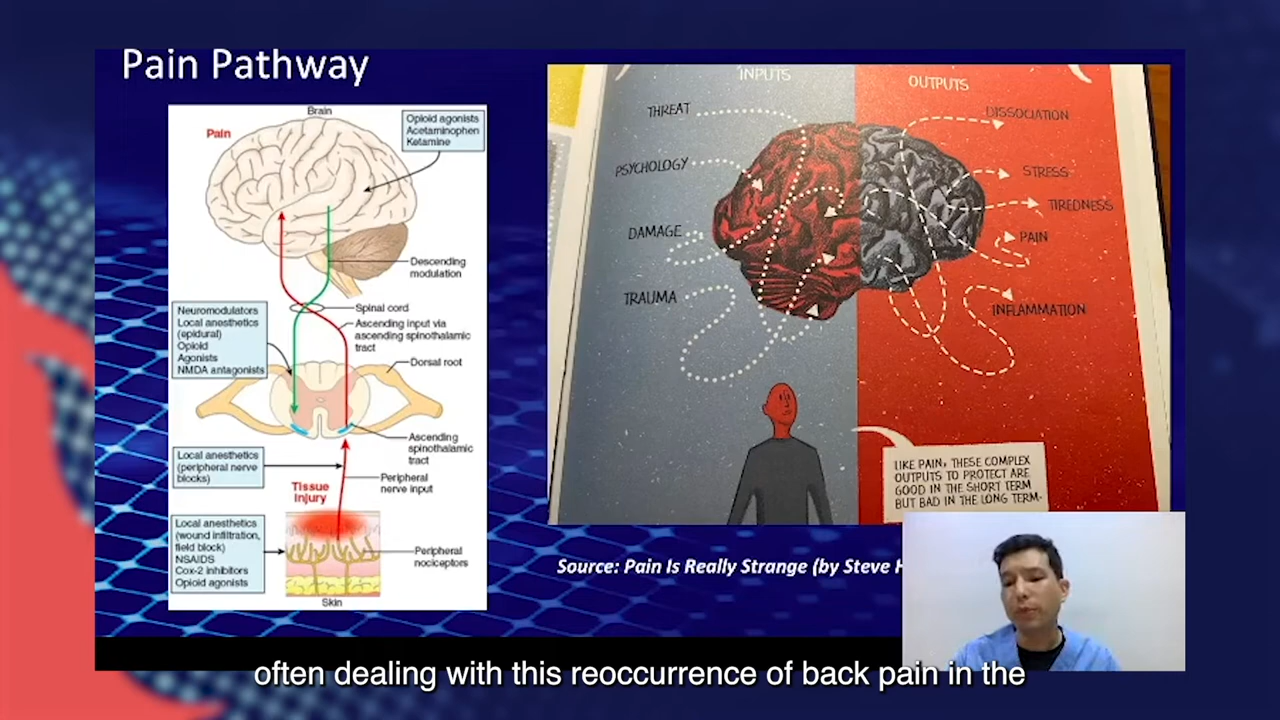 Pain Pathway
Brain
Pain
Opioid agonists
Acetaminophen
Ketamine
Descending
modulation
Spinal cord
Ascending input via
ascending spinothalamic
tract
Dorsal root
Neuromodulators
Local anesthetics
(epidural)
Opioid
Agonists
NMDA antagonists
Ascending
spinothalamic
tract
Local anesthetics
(peripheral nerve
blocks)
Peripheral
nerve input
Tissue
Injury
Local anesthetics
(wound infiltration,
field block)
NSAIDS
Cox-2 inhibitors
Opioid agonists
Peripheral
nociceptors
Skin
INPUTS
THREAT
PSYCHOLOGY
DAMAGE
TRAUMA
OUTPUTS
DISSOCIATION
STRESS
TIREDNESS
PAIN
INFLAMMATION
LIKE PAIN, THESE COMPLEX
OUTPUTS TO PROTECT ARE
GOOD IN THE SHORT TERM
BUT BAD IN THE LONG TERM.
Source: Pain Is Really Strange (by Steve
often dealing with this reoccurrence of back pain in the